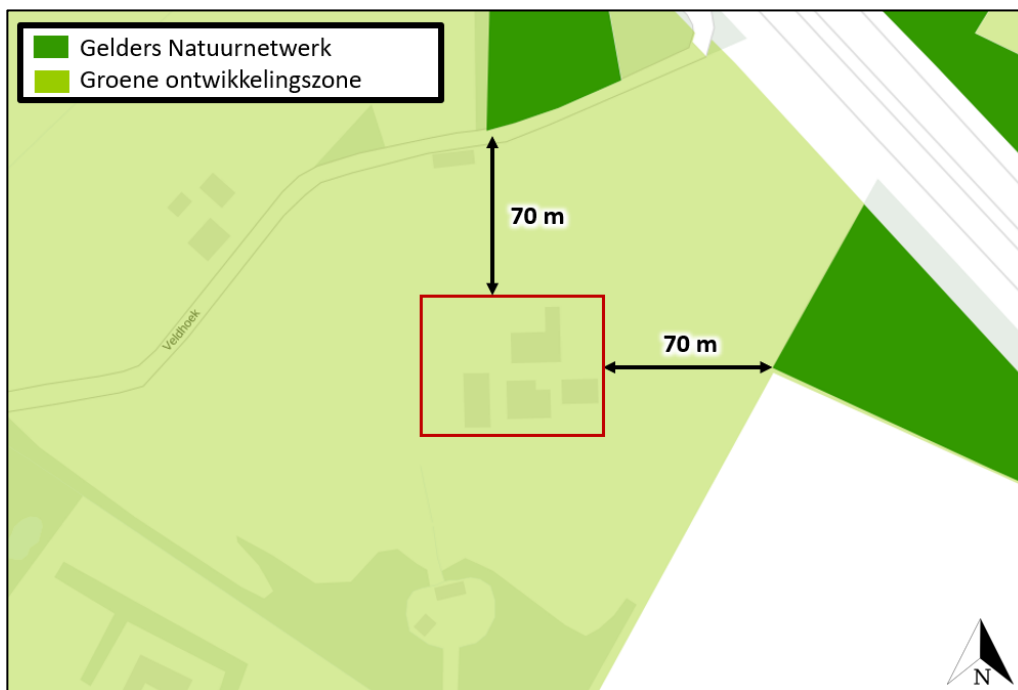 Gelders Natuurnetwerk
Groene ontwikkelingszone
70 m
Veldhoek
70 m
N